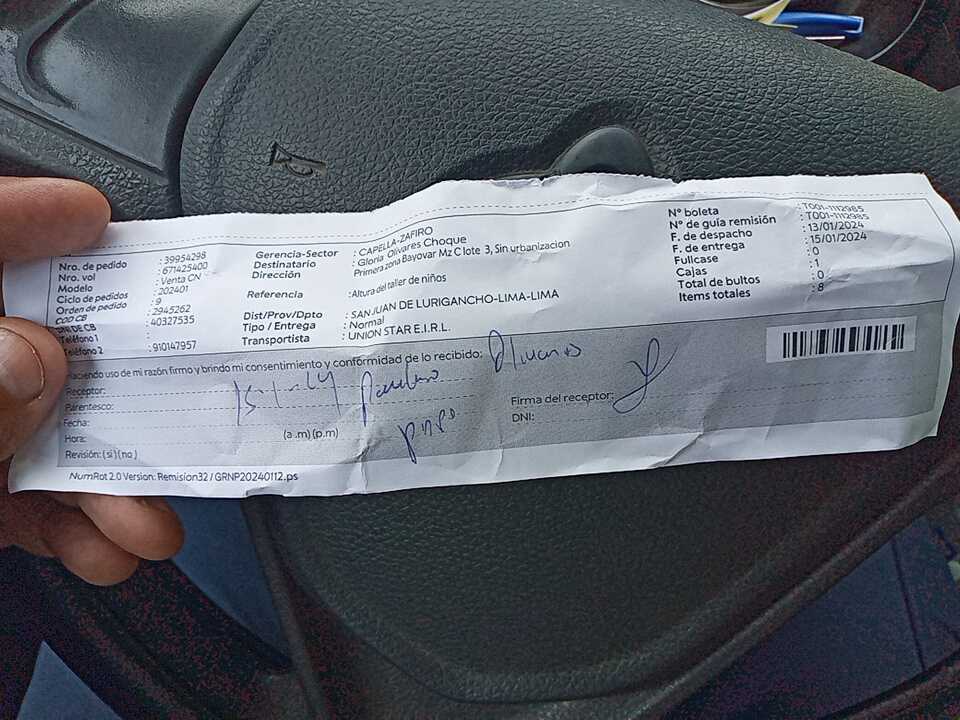 Nro. de pedido : 39954298
Nro. vol : 671425400
Modelo : Venta CN
Ciclo de pedidos : 202401
Orden de pedido : 9
COD CB : 2945262
DNI DE CB : 40327535
Teléfono 1 :
Teléfono 2 : 910147957
Gerencia-Sector : CAPELLA-ZAFIRO
Destinatario : Gloria Olivares Choque
Dirección : Primera zona Bayovar Mz C lote 3, Sin urbanizacion
Referencia : Altura del taller de niños
Dist/Prov/Dpto : SAN JUAN DE LURIGANCHO-LIMA-LIMA
Tipo / Entrega : Normal
Transportista : UNION STAR E.I.R.L.
N° boleta : T001-1112985
N° de guía remisión : T001-1112985
F. de despacho : 13/01/2024
F. de entrega : 15/01/2024
Fullcase : 0
Cajas : 1
Total de bultos : 0
Items totales : 8
Haciendo uso de mi razón firmo y brindo mi consentimiento y conformidad de lo recibido:
Receptor: Olivares
Parentesco:
Fecha:
Hora: (a .m) (p.m)
Revisión: (si) (no)
Firma del receptor:
DNI:
NumRot 2.0 Version: Remision32 / GRNP20240112.ps